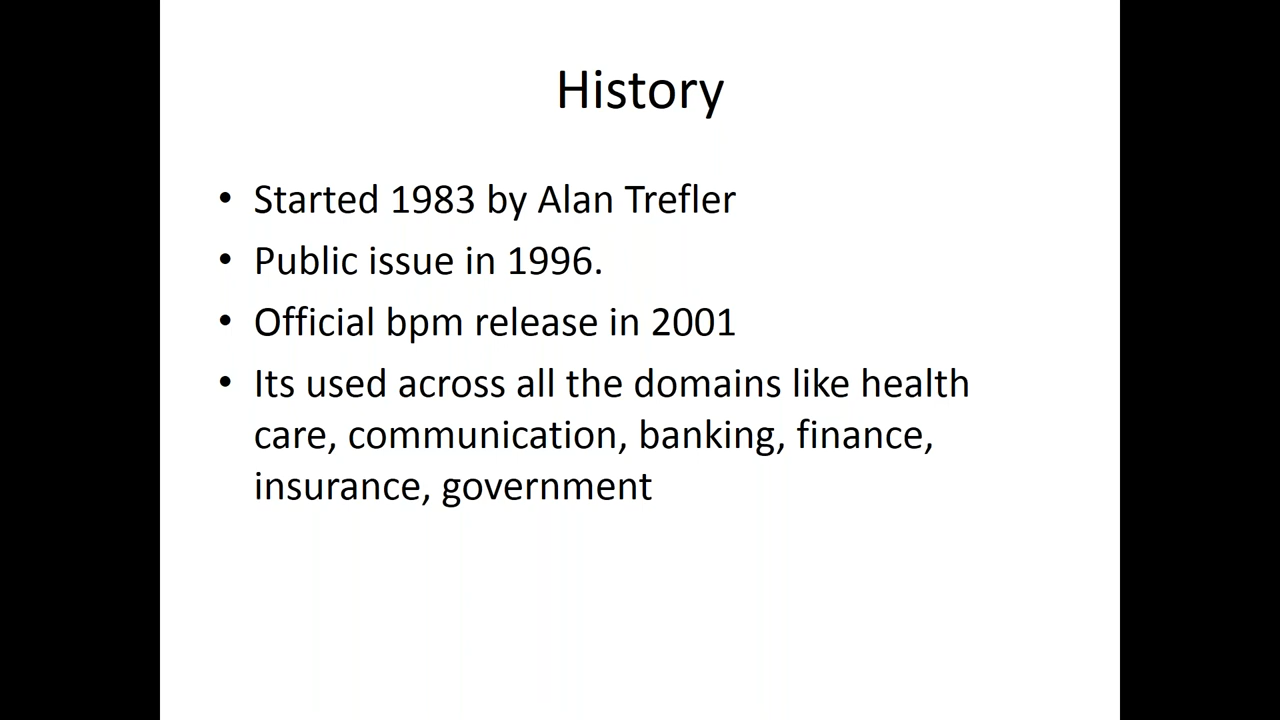 History
• Started 1983 by Alan Trefler
• Public issue in 1996.
• Official bpm release in 2001
• Its used across all the domains like health
care, communication, banking, finance,
insurance, government